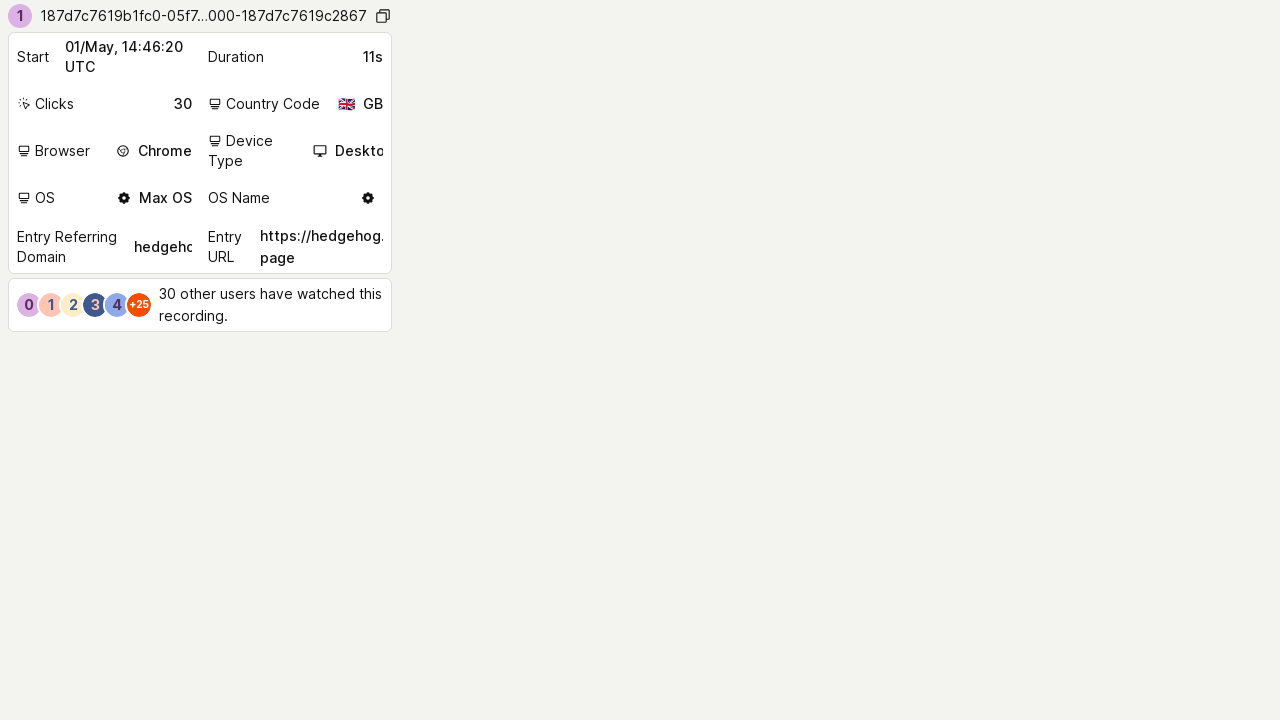 1 187d7c7619b1fc0-05f7...000-187d7c7619c2867
Start 01/May, 14:46:20 UTC
Duration 11s
Clicks 30
Country Code 🇬🇧 GB
Browser Chrome
Device Type Deskto
OS Max OS
OS Name
Entry Referring Domain hedgeho
Entry URL https://hedgehog.
page
0 1 2 3 4 +25
30 other users have watched this
recording.